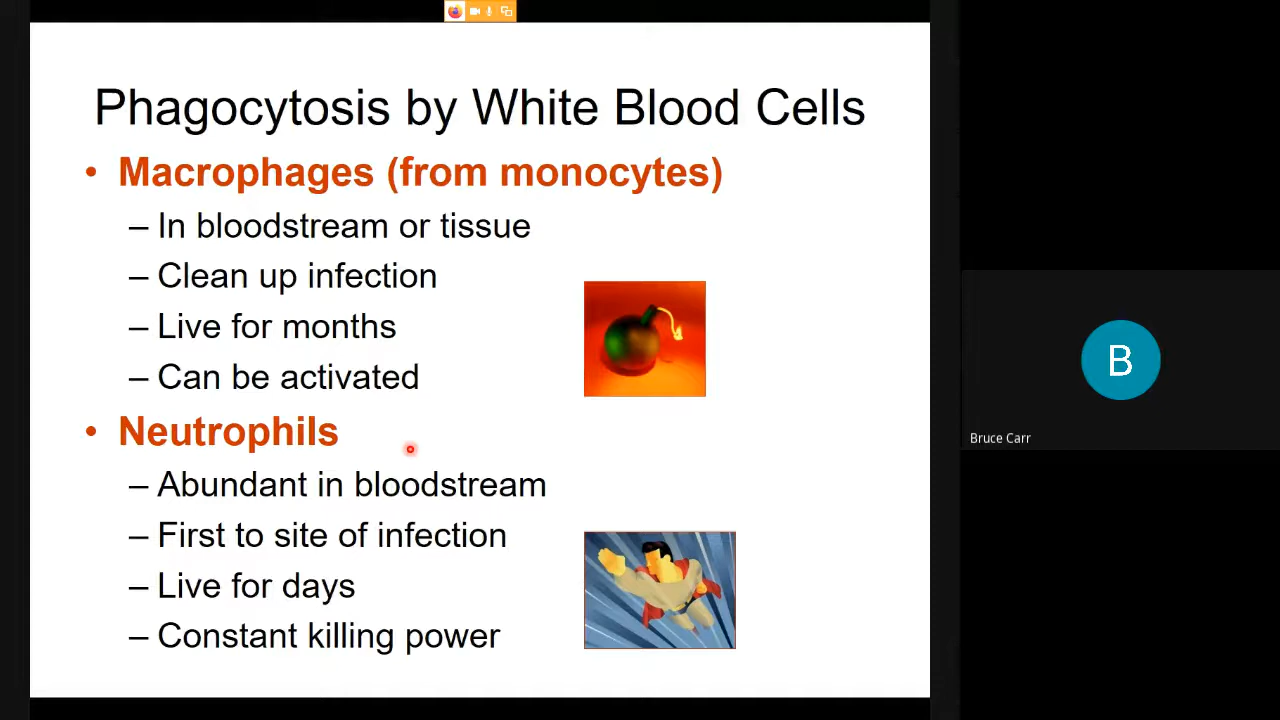 Phagocytosis by White Blood Cells
• Macrophages (from monocytes)
– In bloodstream or tissue
– Clean up infection
– Live for months
– Can be activated
• Neutrophils
– Abundant in bloodstream
– First to site of infection
– Live for days
– Constant killing power
B
Bruce Carr